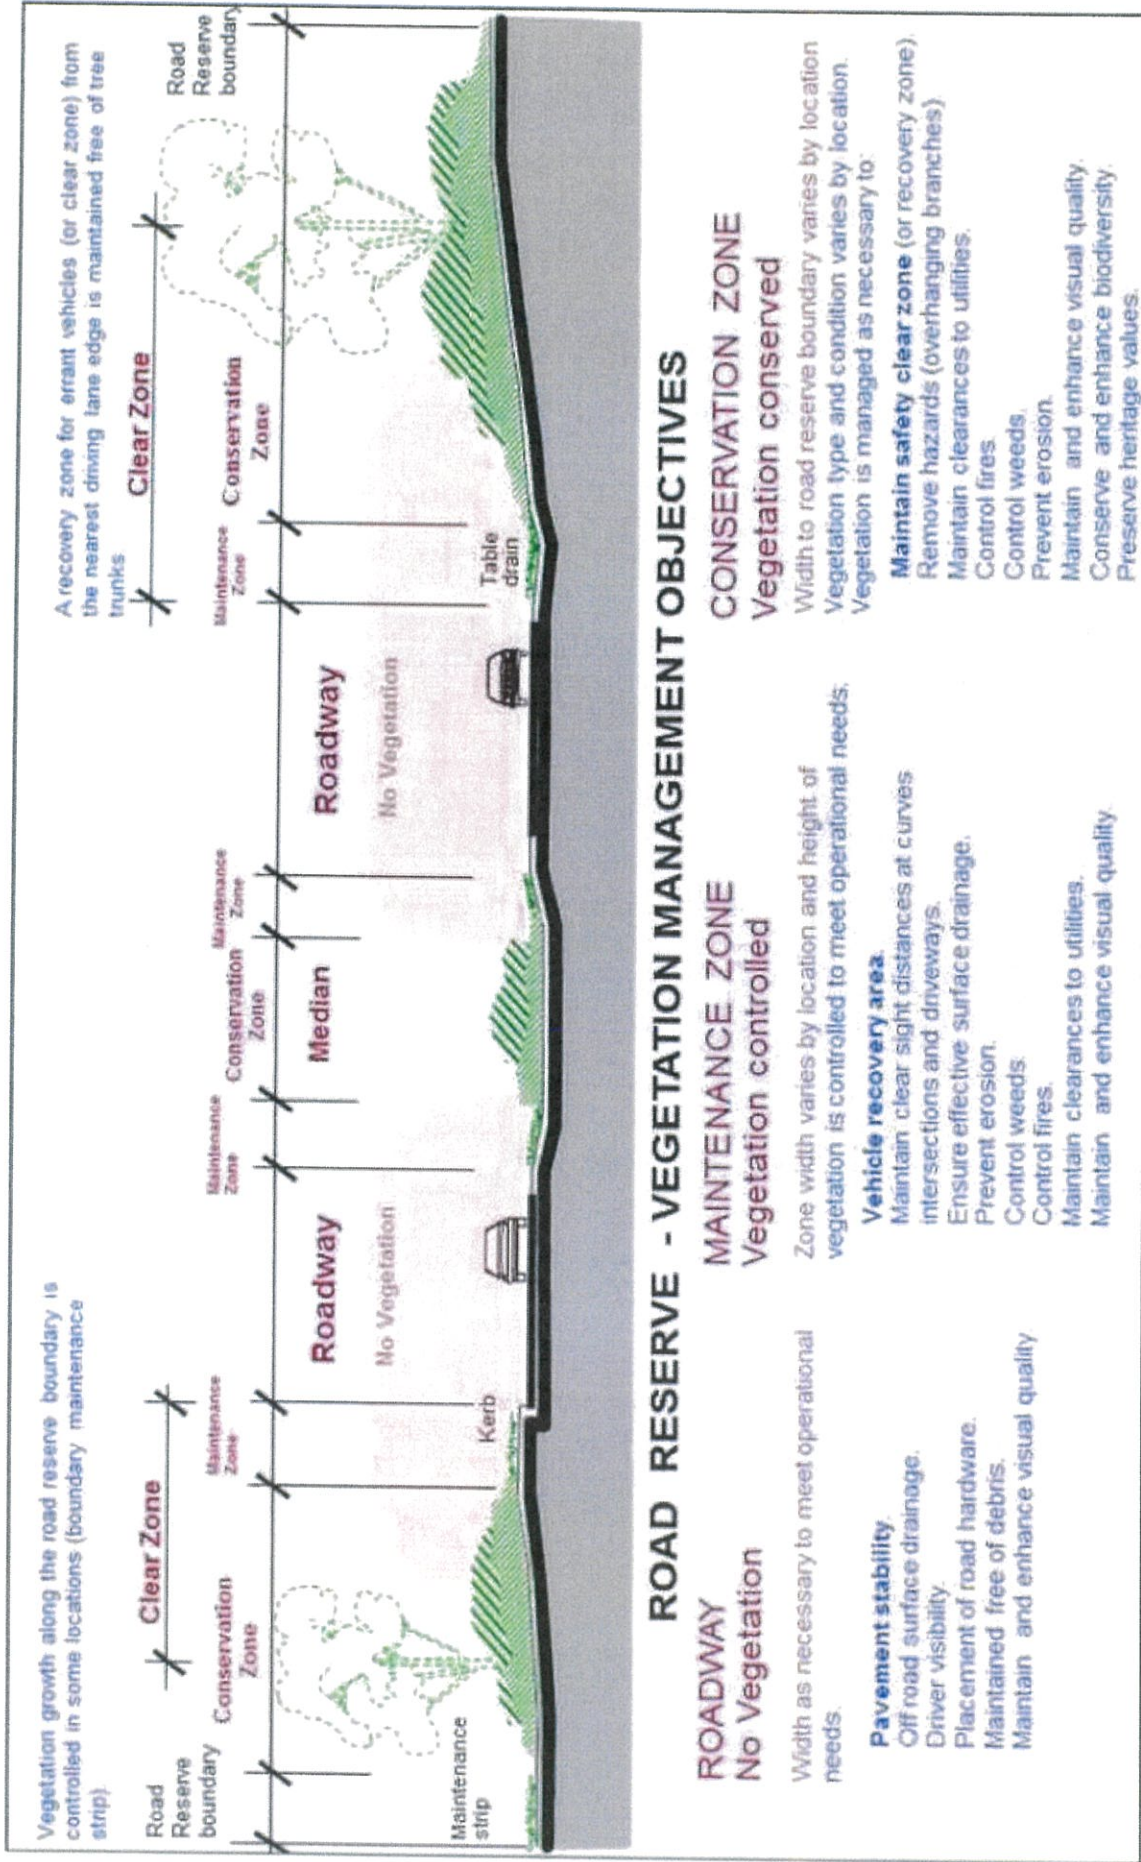 Vegetation growth along the road reserve boundary is
controlled in some locations (boundary maintenance
strip)
A recovery zone for errant vehicles (or clear zone) from
the nearest driving lane edge is maintained free of tree
trunks
Road
Reserve
boundary
Clear Zone
Clear Zone
Road
Reserve
boundary
Conservation
Zone
Maintenance
Zone
Maintenance
Zone
Conservation
Zone
Maintenance
Zone
Maintenance
Zone
Conservation
Zone
Roadway
Median
Roadway
No Vegetation
No Vegetation
Maintenance
strip
Kerb
Table
drain
ROAD RESERVE - VEGETATION MANAGEMENT OBJECTIVES
ROADWAY
No Vegetation
Width as necessary to meet operational
needs.
Pavement stability.
Off road surface drainage.
Driver visibility.
Placement of road hardware.
Maintained free of debris.
Maintain and enhance visual quality
MAINTENANCE ZONE
Vegetation controlled
Zone width varies by location and height of
vegetation is controlled to meet operational needs:
Vehicle recovery area.
Maintain clear sight distances at curves
intersections and driveways.
Ensure effective surface drainage.
Prevent erosion.
Control weeds
Control fires.
Maintain clearances to utilities.
Maintain and enhance visual quality.
CONSERVATION ZONE
Vegetation conserved
Width to road reserve boundary varies by location
Vegetation type and condition varies by location.
Vegetation is managed as necessary to:
Maintain safety clear zone (or recovery zone).
Remove hazards (overhanging branches).
Maintain clearances to utilities.
Control fires.
Control weeds.
Prevent erosion.
Maintain and enhance visual quality.
Conserve and enhance biodiversity.
Preserve heritage values.